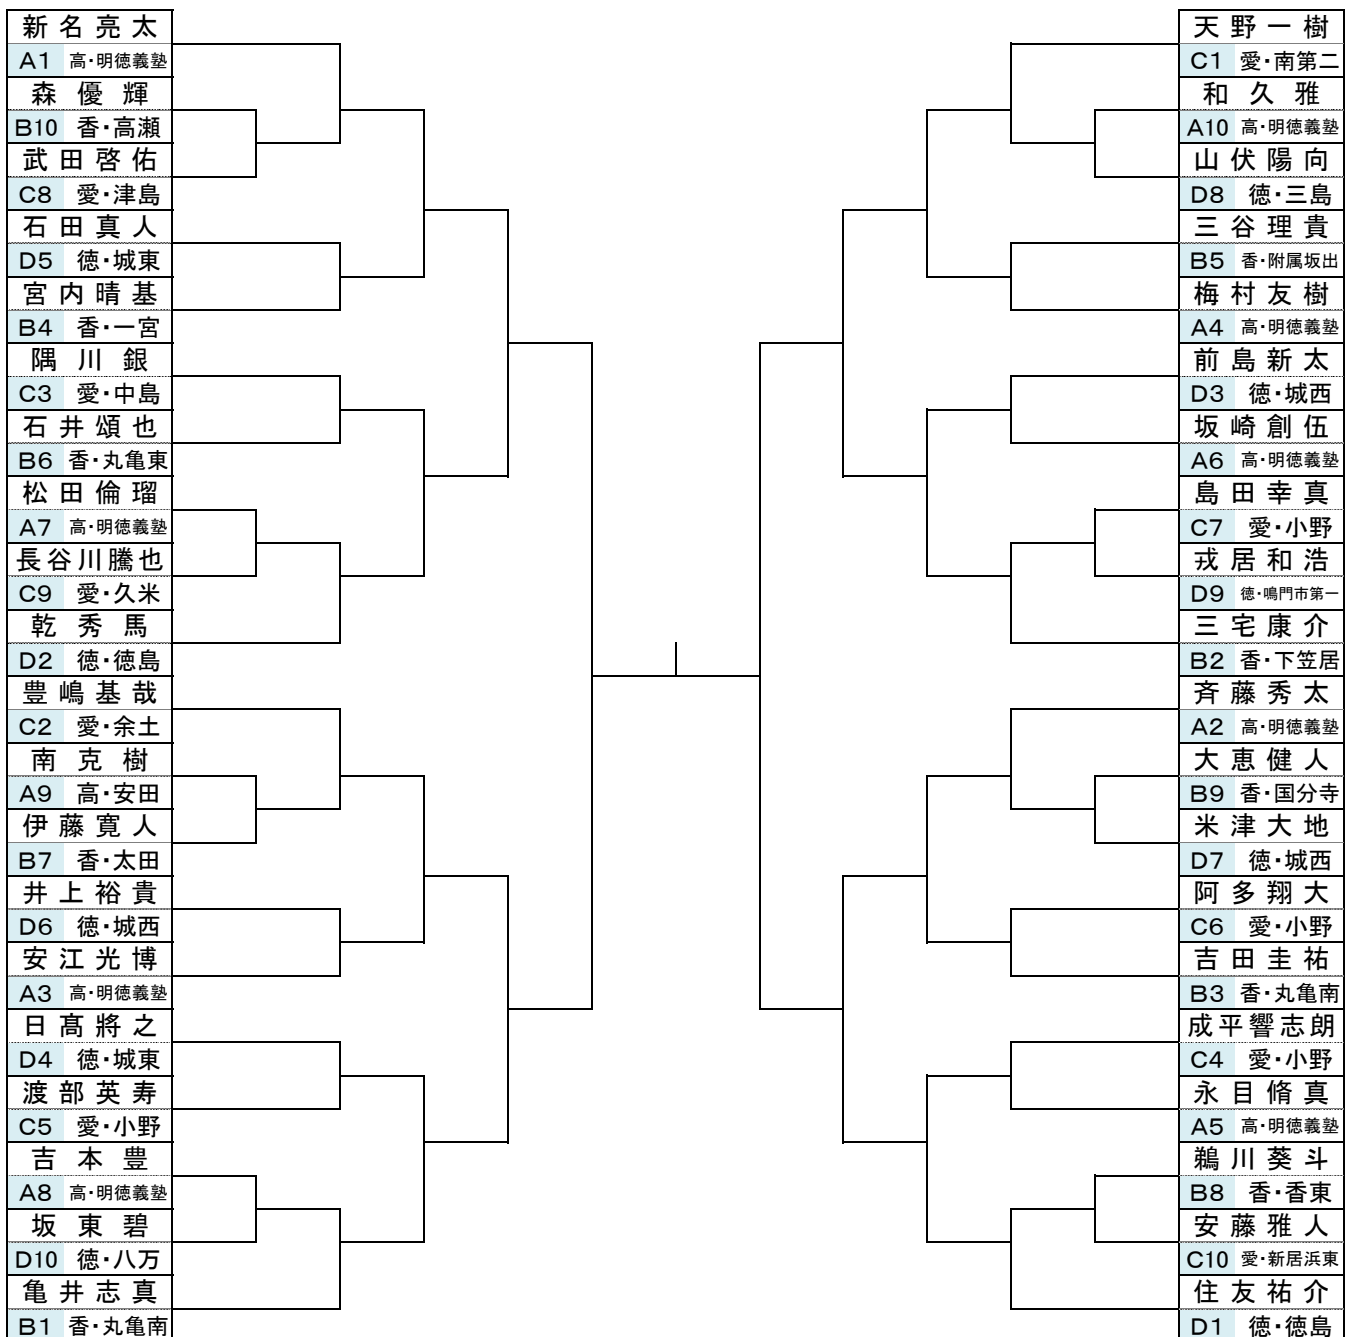 新名亮太
A1 高・明徳義塾
森優輝
B10 香・高瀬
武田啓佑
C8 愛・津島
石田真人
D5 徳・城東
宮内晴基
B4 香・一宮
隅川銀
C3 愛・中島
石井頌也
B6 香・丸亀東
松田倫瑠
A7 高・明徳義塾
長谷川騰也
C9 愛・久米
乾秀馬
D2 徳・徳島
豊嶋基哉
C2 愛・余土
南克樹
A9 高・安田
伊藤寛人
B7 香・太田
井上裕貴
D6 徳・城西
安江光博
A3 高・明徳義塾
日髙將之
D4 徳・城東
渡部英寿
C5 愛・小野
吉本豊
A8 高・明徳義塾
坂東碧
D10 徳・八万
亀井志真
B1 香・丸亀南
天野一樹
C1 愛・南第二
和久雅
A10 高・明徳義塾
山伏陽向
D8 徳・三島
三谷理貴
B5 香・附属坂出
梅村友樹
A4 高・明徳義塾
前島新太
D3 徳・城西
坂崎創伍
A6 高・明徳義塾
島田幸真
C7 愛・小野
戎居和浩
D9 徳・鳴門市第一
三宅康介
B2 香・下笠居
斉藤秀太
A2 高・明徳義塾
大恵健人
B9 香・国分寺
米津大地
D7 徳・城西
阿多翔大
C6 愛・小野
吉田圭祐
B3 香・丸亀南
成平響志朗
C4 愛・小野
永目脩真
A5 高・明徳義塾
鵜川葵斗
B8 香・香東
安藤雅人
C10 愛・新居浜東
住友祐介
D1 徳・徳島